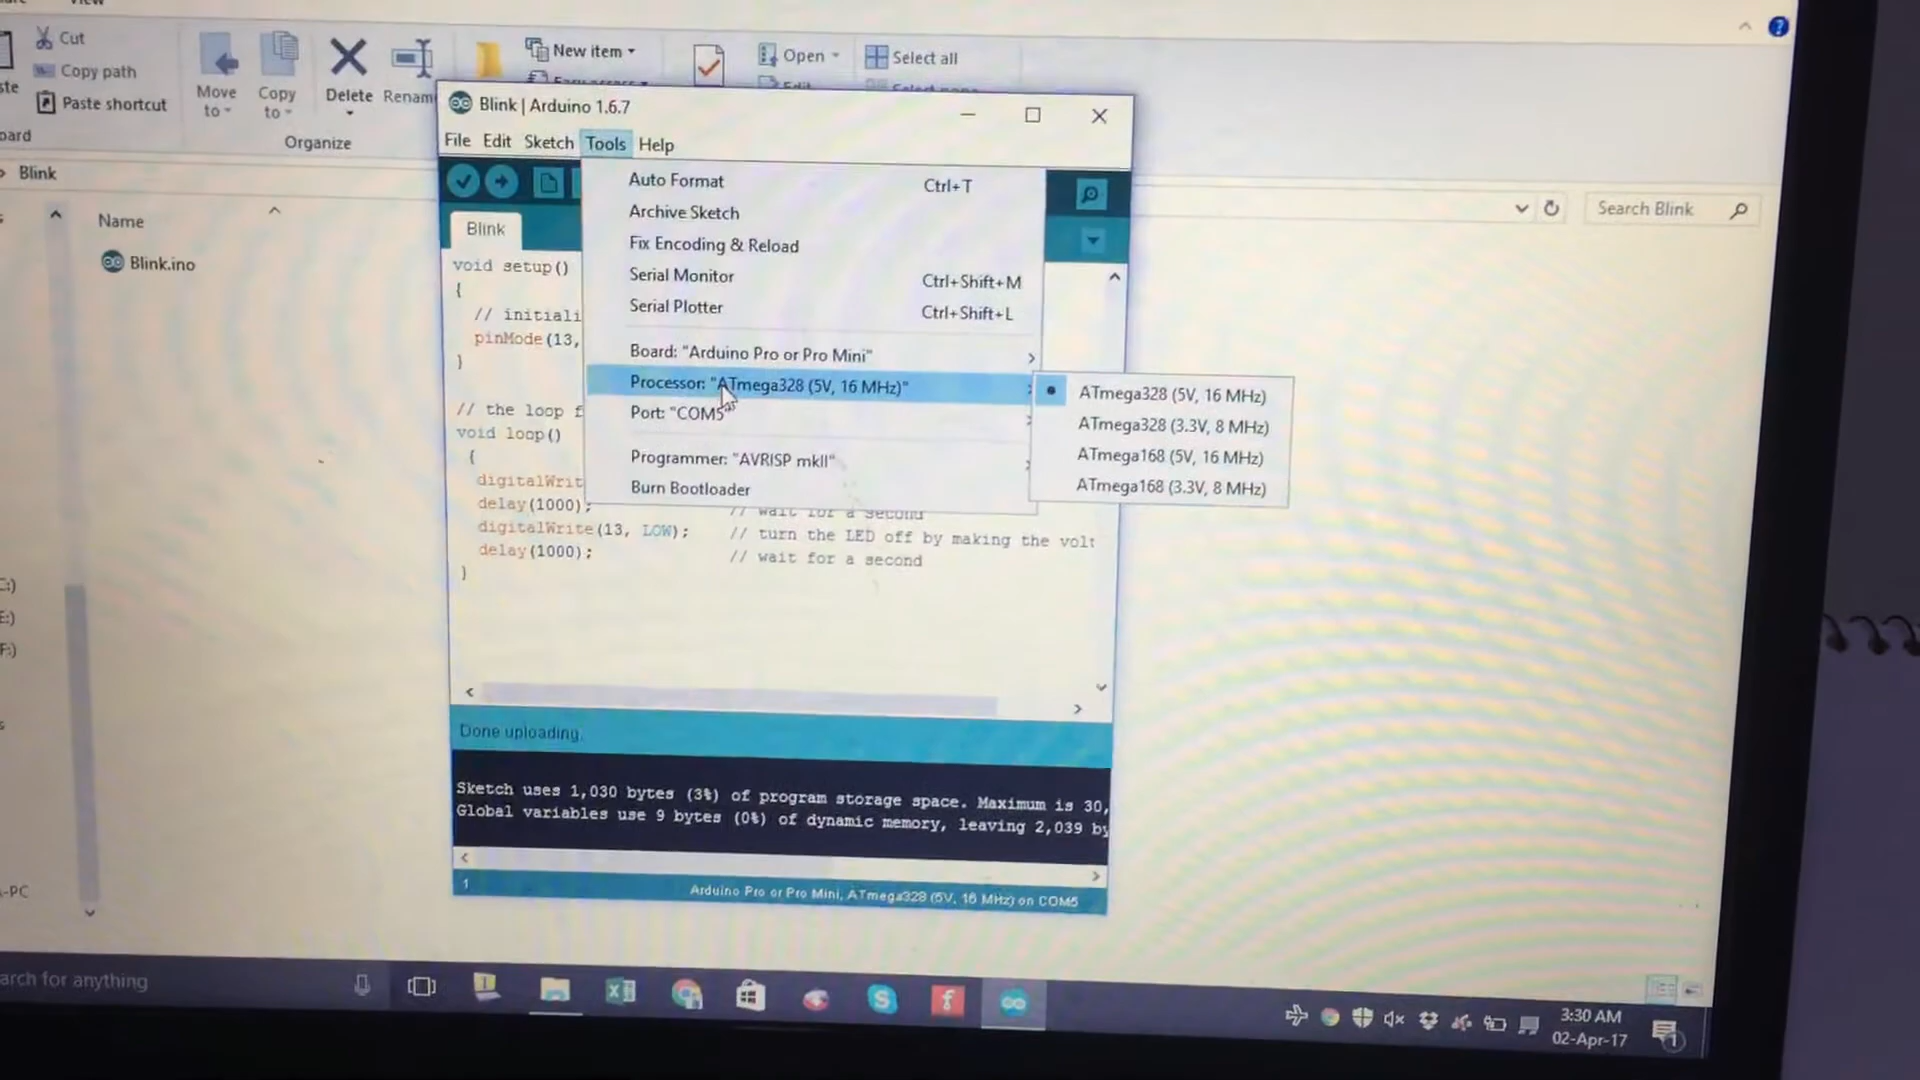 View
Cut
Copy path
Paste shortcut
Move to
Copy to
Delete
Organize
New item
Open
Select all
Blink
Name
Blink.ino
Search Blink
Blink | Arduino 1.6.7
File Edit Sketch Tools Help
Blink
Auto Format Ctrl+T
Archive Sketch
Fix Encoding & Reload
Serial Monitor Ctrl+Shift+M
Serial Plotter Ctrl+Shift+L
Board: "Arduino Pro or Pro Mini"
Processor: "ATmega328 (5V, 16 MHz)"
Port: "COM5"
Programmer: "AVRISP mkII"
Burn Bootloader
ATmega328 (5V, 16 MHz)
ATmega328 (3.3V, 8 MHz)
ATmega168 (5V, 16 MHz)
ATmega168 (3.3V, 8 MHz)
void setup()
{
// initiali
pinMode(13,
}
// the loop f
void loop()
{
digitalWrit
delay(1000); // wait for a second
digitalWrite(13, LOW); // turn the LED off by making the volt
delay(1000); // wait for a second
}
Done uploading.
Sketch uses 1,030 bytes (3%) of program storage space. Maximum is 30,
Global variables use 9 bytes (0%) of dynamic memory, leaving 2,039 by
1
Arduino Pro or Pro Mini, ATmega328 (5V, 16 MHz) on COM5
C:)
E:)
F:)
-PC
arch for anything
3:30 AM
02-Apr-17